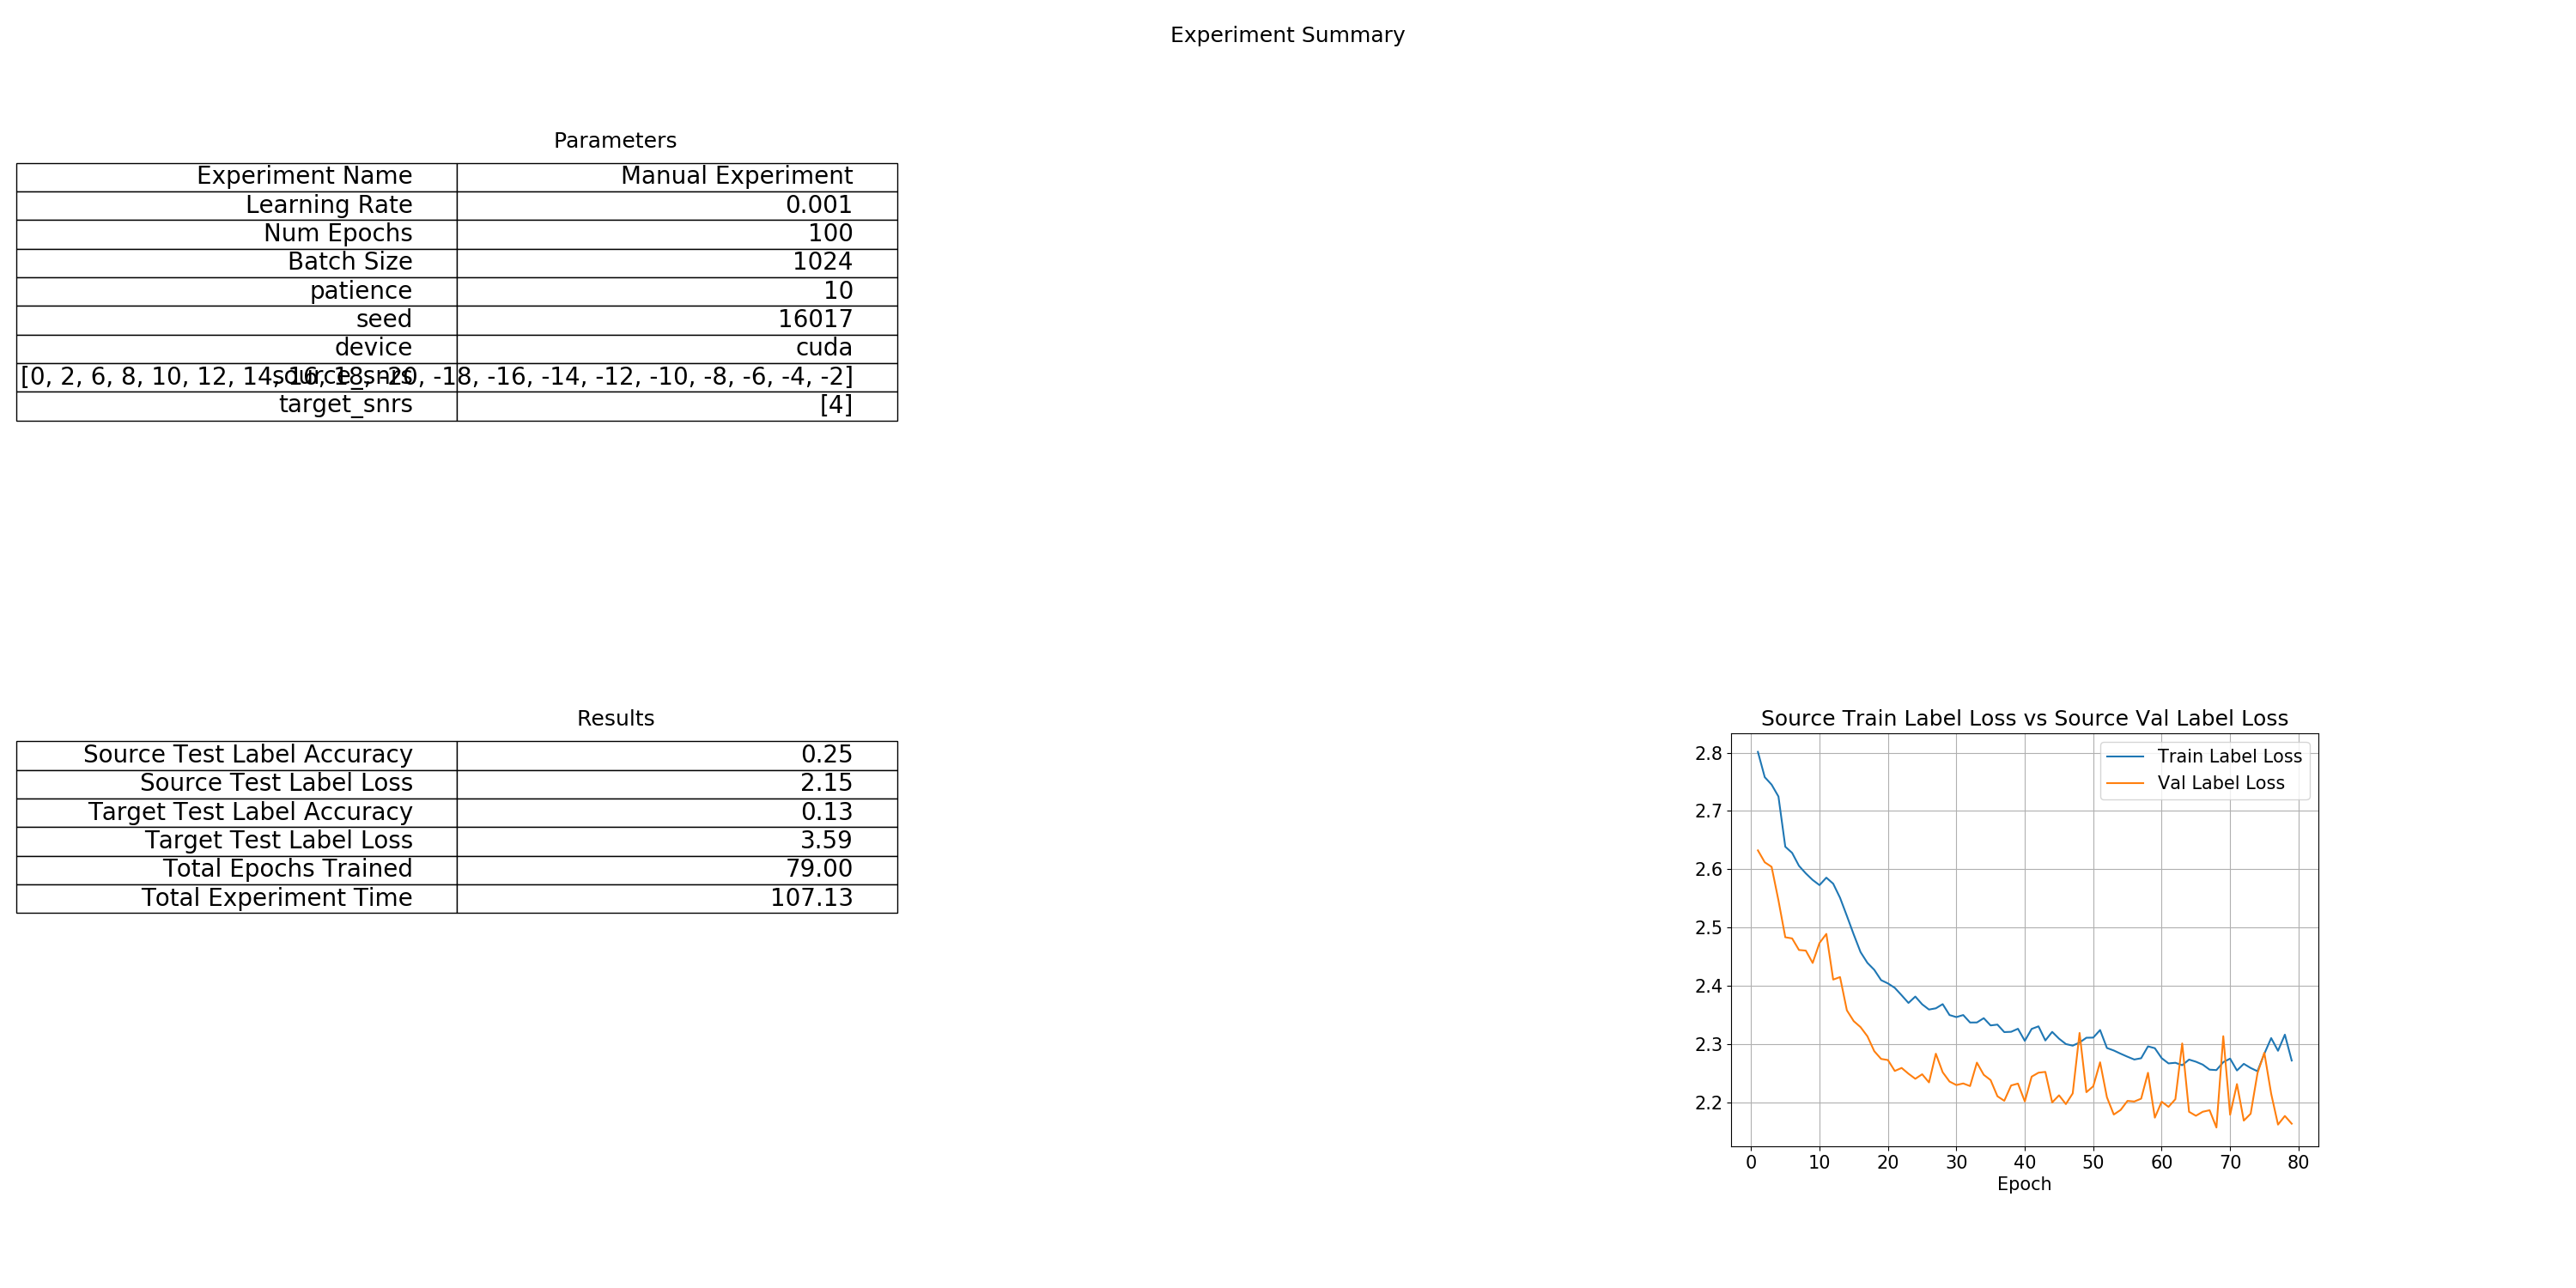 Experiment Summary
Parameters
Experiment Name Manual Experiment
Learning Rate 0.001
Num Epochs 100
Batch Size 1024
patience 10
seed 16017
device cuda
source_snrs [0, 2, 6, 8, 10, 12, 14, 16, 18, -20, -18, -16, -14, -12, -10, -8, -6, -4, -2]
target_snrs [4]
Results
Source Test Label Accuracy 0.25
Source Test Label Loss 2.15
Target Test Label Accuracy 0.13
Target Test Label Loss 3.59
Total Epochs Trained 79.00
Total Experiment Time 107.13
Source Train Label Loss vs Source Val Label Loss
Train Label Loss
Val Label Loss
2.8
2.7
2.6
2.5
2.4
2.3
2.2
0 10 20 30 40 50 60 70 80
Epoch